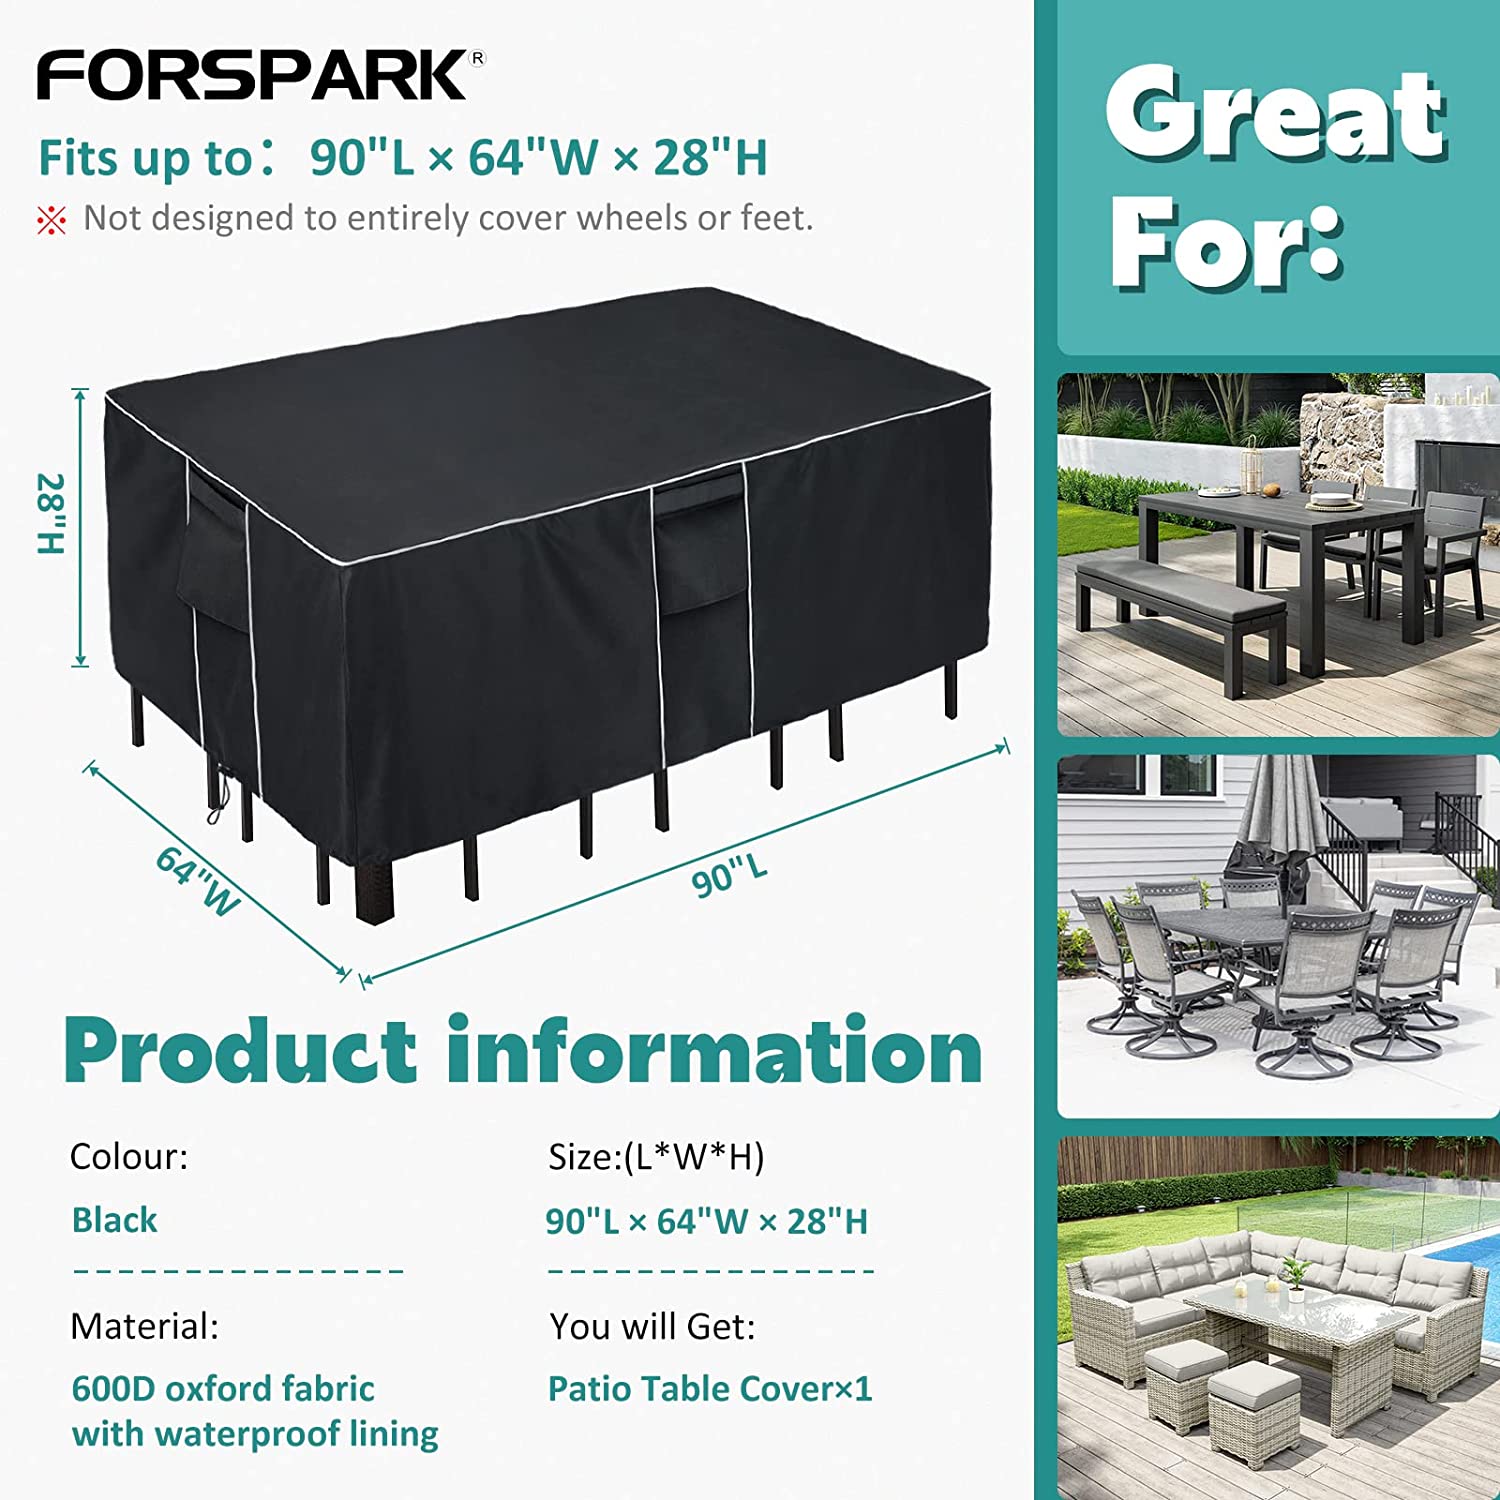 FORSPARK®
Fits up to： 90"L × 64"W × 28"H
※ Not designed to entirely cover wheels or feet.
28"H
64"W
90"L
Product information
Colour:
Black
Size:(L*W*H)
90"L × 64"W × 28"H
Material:
600D oxford fabric
with waterproof lining
You will Get:
Patio Table Cover×1
Great
For: